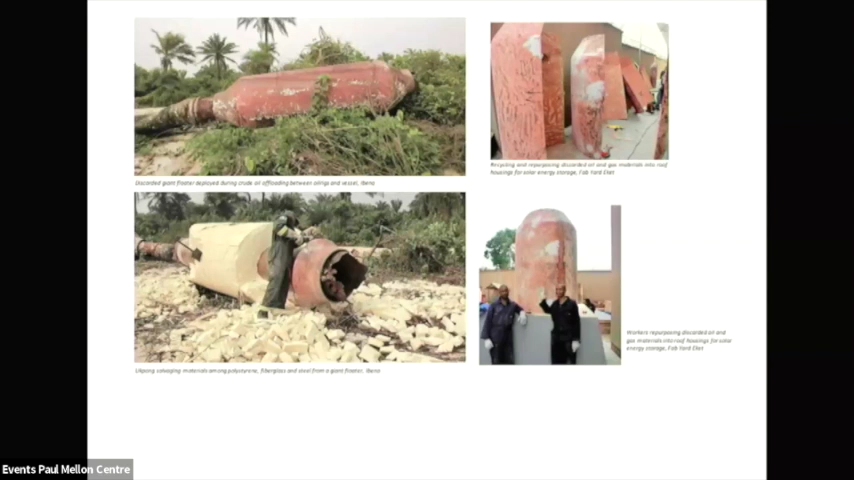 Discarded giant floater deployed during crude oil offloading between oilrigs and vessel, Ibeno
Recycling and repurposing discarded oil and gas materials into roof
housings for solar energy storage, Fab Yard Eket
Workers repurposing discarded oil and
gas materials into roof housings for solar
energy storage, Fab Yard Eket
Ukpong salvaging materials among polystyrene, fiberglass and steel from a giant floater, Ibeno
Events Paul Mellon Centre